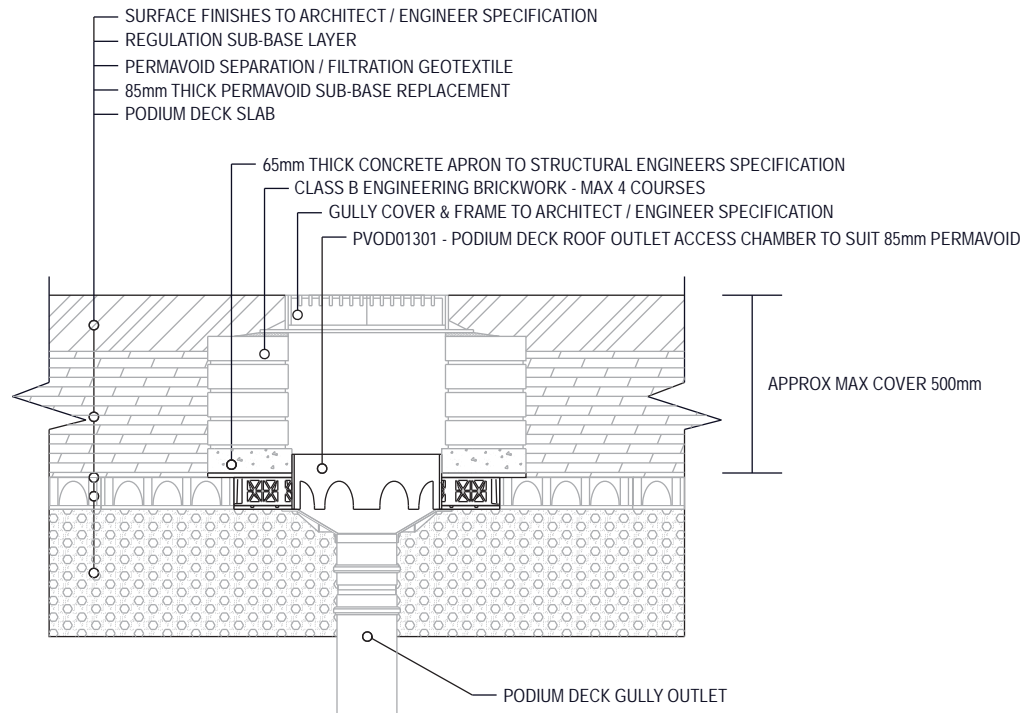 SURFACE FINISHES TO ARCHITECT / ENGINEER SPECIFICATION
REGULATION SUB-BASE LAYER
PERMAVOID SEPARATION / FILTRATION GEOTEXTILE
85mm THICK PERMAVOID SUB-BASE REPLACEMENT
PODIUM DECK SLAB
65mm THICK CONCRETE APRON TO STRUCTURAL ENGINEERS SPECIFICATION
CLASS B ENGINEERING BRICKWORK - MAX 4 COURSES
GULLY COVER & FRAME TO ARCHITECT / ENGINEER SPECIFICATION
PVOD01301 - PODIUM DECK ROOF OUTLET ACCESS CHAMBER TO SUIT 85mm PERMAVOID
APPROX MAX COVER 500mm
PODIUM DECK GULLY OUTLET